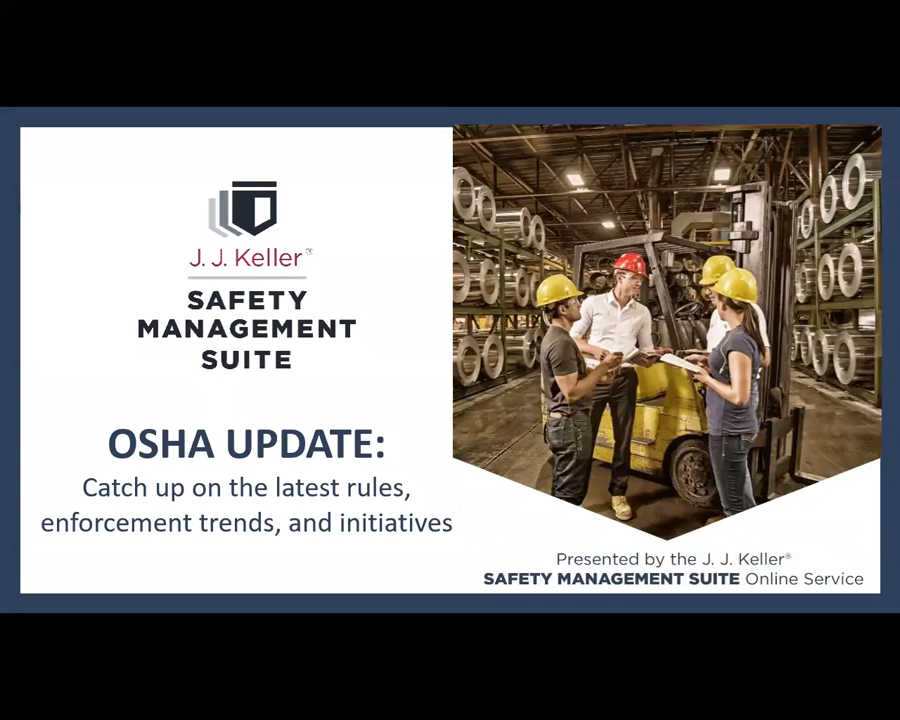 J. J. Keller®
SAFETY
MANAGEMENT
SUITE
OSHA UPDATE:
Catch up on the latest rules,
enforcement trends, and initiatives
Presented by the J. J. Keller®
SAFETY MANAGEMENT SUITE Online Service